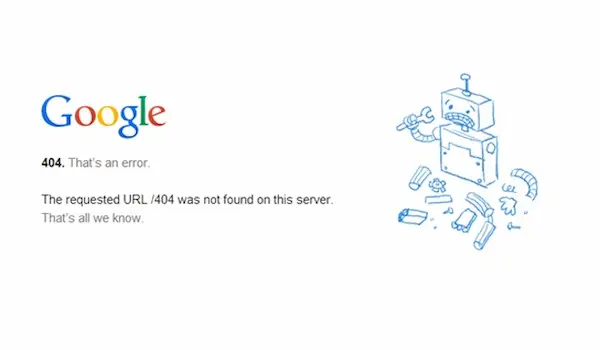 Google
404. That's an error.
The requested URL /404 was not found on this server.
That's all we know.